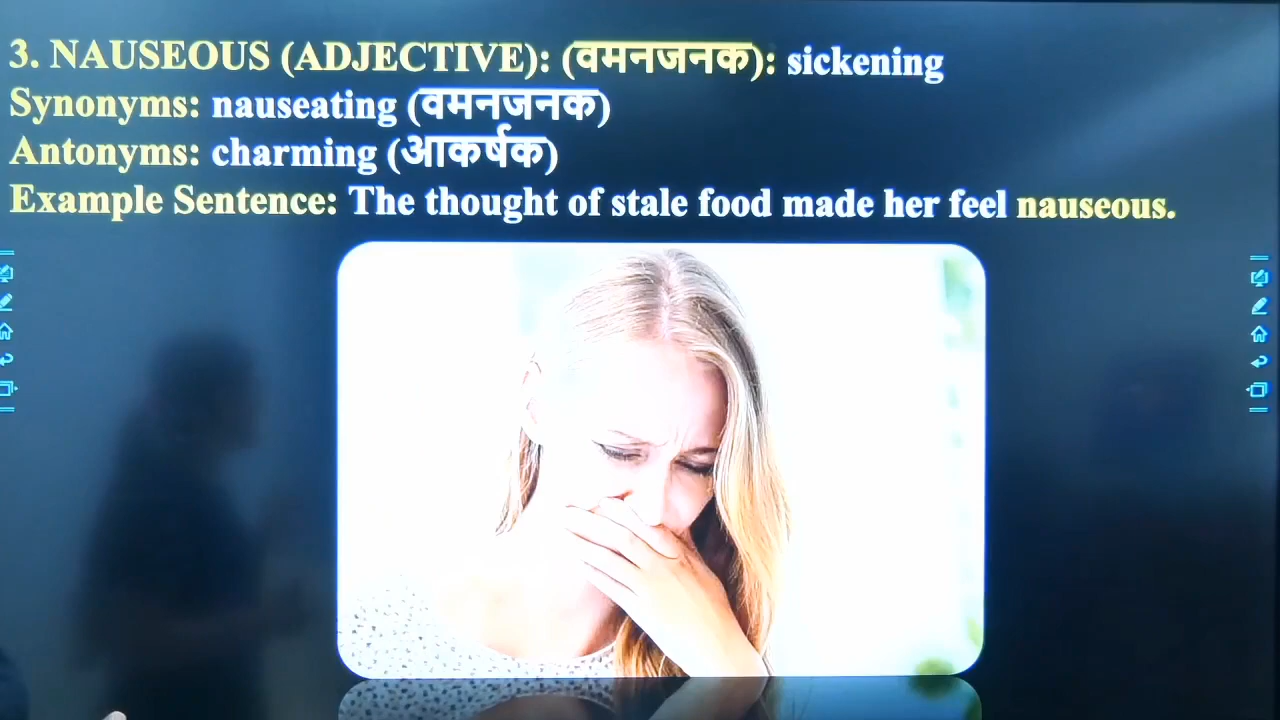 3. NAUSEOUS (ADJECTIVE): (वमनजनक): sickening
Synonyms: nauseating (वमनजनक)
Antonyms: charming (आकर्षक)
Example Sentence: The thought of stale food made her feel nauseous.